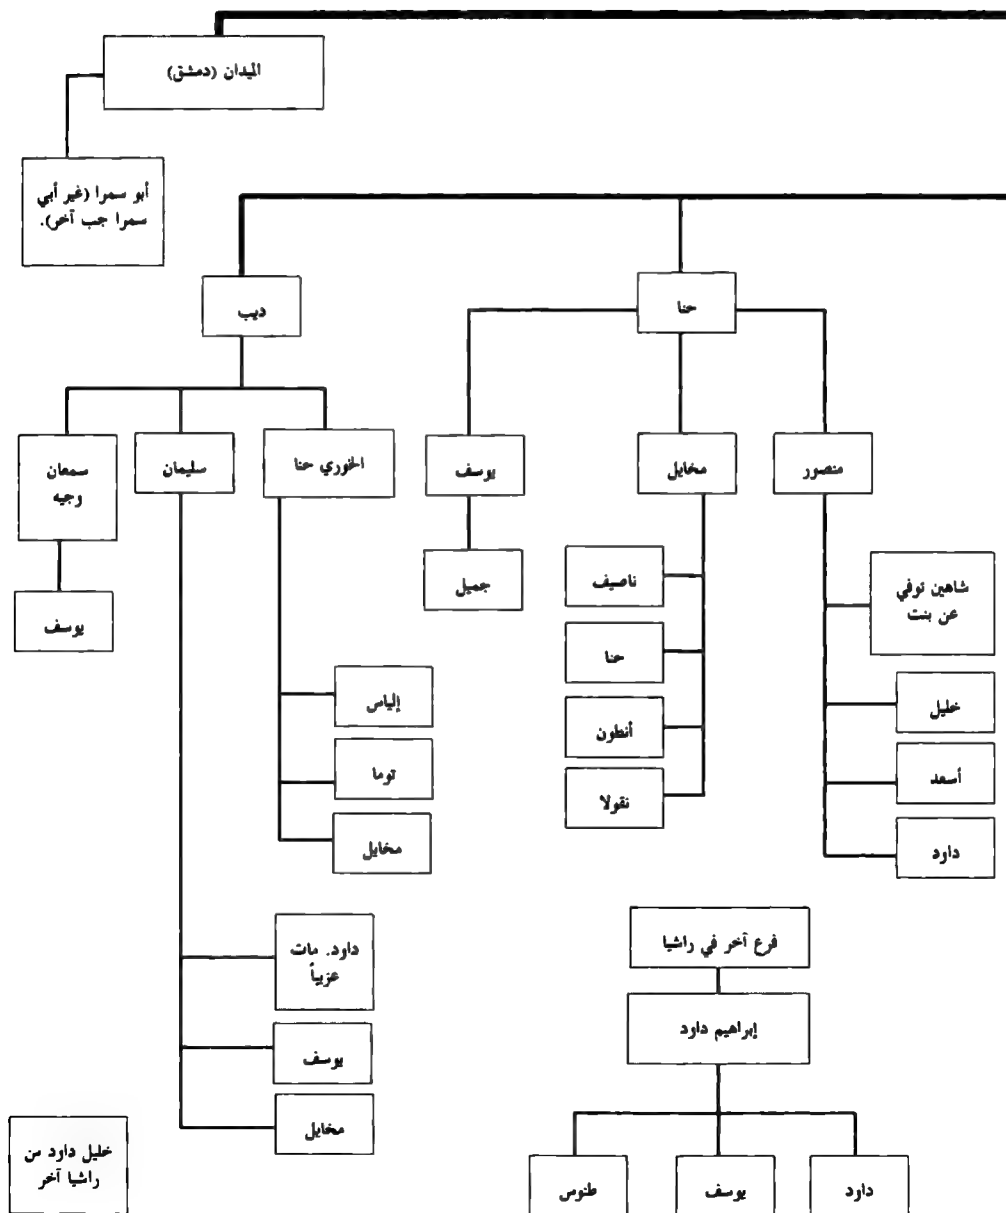 الميدان (دمشق)
أبو سمرا (غير أبي
سمرا جب آخر).
ديب
حنا
الخوري حنا
سليمان
سمعان
وجيه
يوسف
منصور
مخايل
يوسف
جميل
شاهين توفي
عن بنت
خليل
أسعد
داود
ناصيف
حنا
أنطون
نقولا
إلياس
توما
مخايل
داود. مات
عزبياً
يوسف
مخايل
فرع آخر في راشيا
إبراهيم داود
داود
يوسف
طنوس
خليل داود من
راشيا آخر